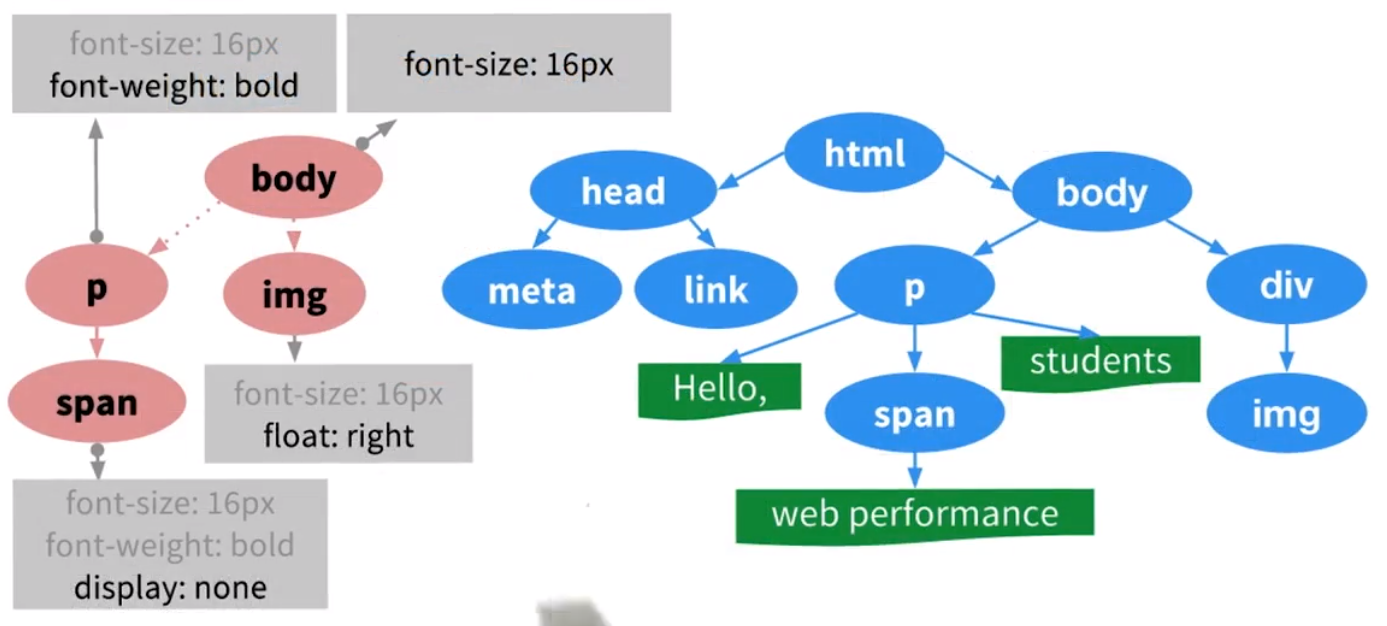 font-size: 16px
font-weight: bold
font-size: 16px
body
p
img
span
font-size: 16px
float: right
font-size: 16px
font-weight: bold
display: none
html
head
body
meta
link
p
div
Hello,
students
span
img
web performance